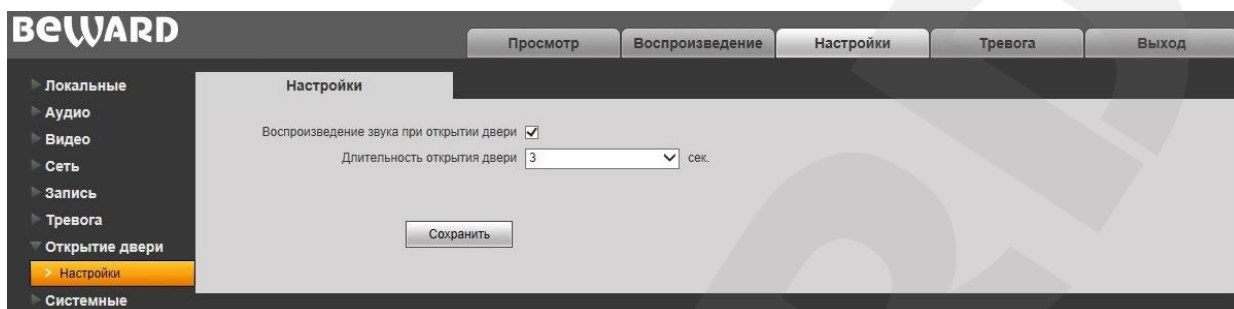 BEWARD
Просмотр Воспроизведение Настройки Тревога Выход
Локальные
Аудио
Видео
Сеть
Запись
Тревога
Открытие двери
Настройки
Системные
Настройки
Воспроизведение звука при открытии двери
Длительность открытия двери 3 сек.
Сохранить